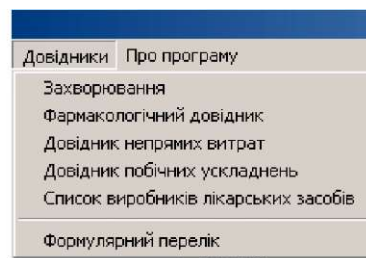 Довідники Про програму
Захворювання
Фармакологічний довідник
Довідник непрямих витрат
Довідник побічних ускладнень
Список виробників лікарських засобів
Формулярний перелік